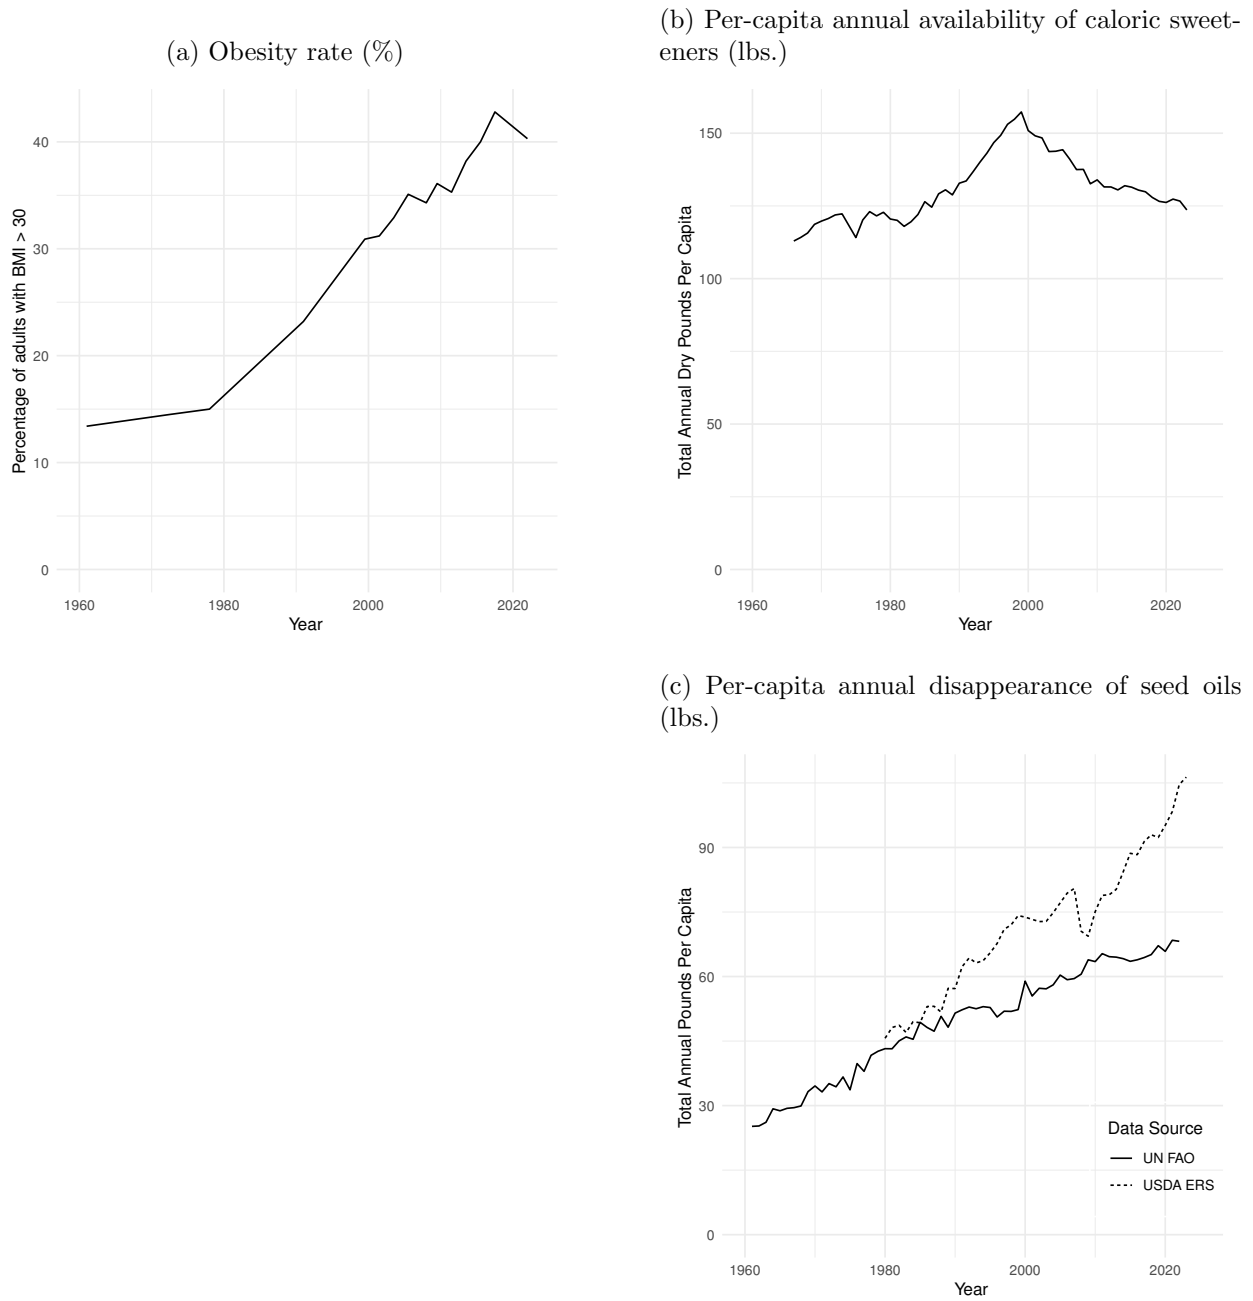 (a) Obesity rate (%)
40
30
20
10
0
Percentage of adults with BMI > 30
1960 1980 2000 2020
Year
(b) Per-capita annual availability of caloric sweet-
eners (lbs.)
150
100
50
0
Total Annual Dry Pounds Per Capita
1960 1980 2000 2020
Year
(c) Per-capita annual disappearance of seed oils
(lbs.)
90
60
30
0
Total Annual Pounds Per Capita
Data Source
UN FAO
USDA ERS
1960 1980 2000 2020
Year